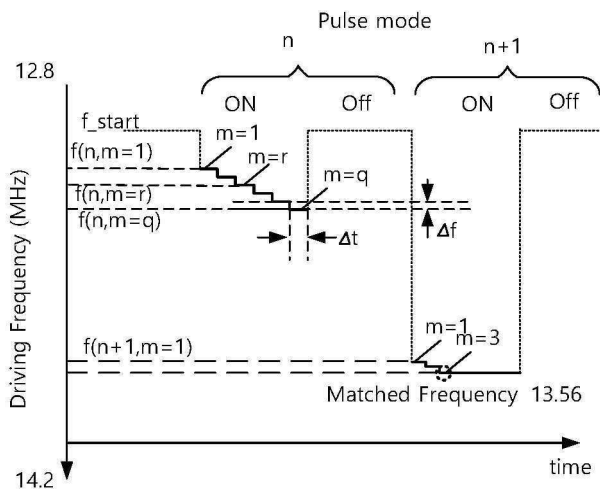 Pulse mode
n
n+1
12.8
ON
Off
ON
Off
f_start
m=1
f(n,m=1)
m=r
f(n,m=r)
m=q
f(n,m=q)
Δt
Δf
Driving Frequency (MHz)
f(n+1,m=1)
m=1
m=3
Matched Frequency 13.56
time
14.2